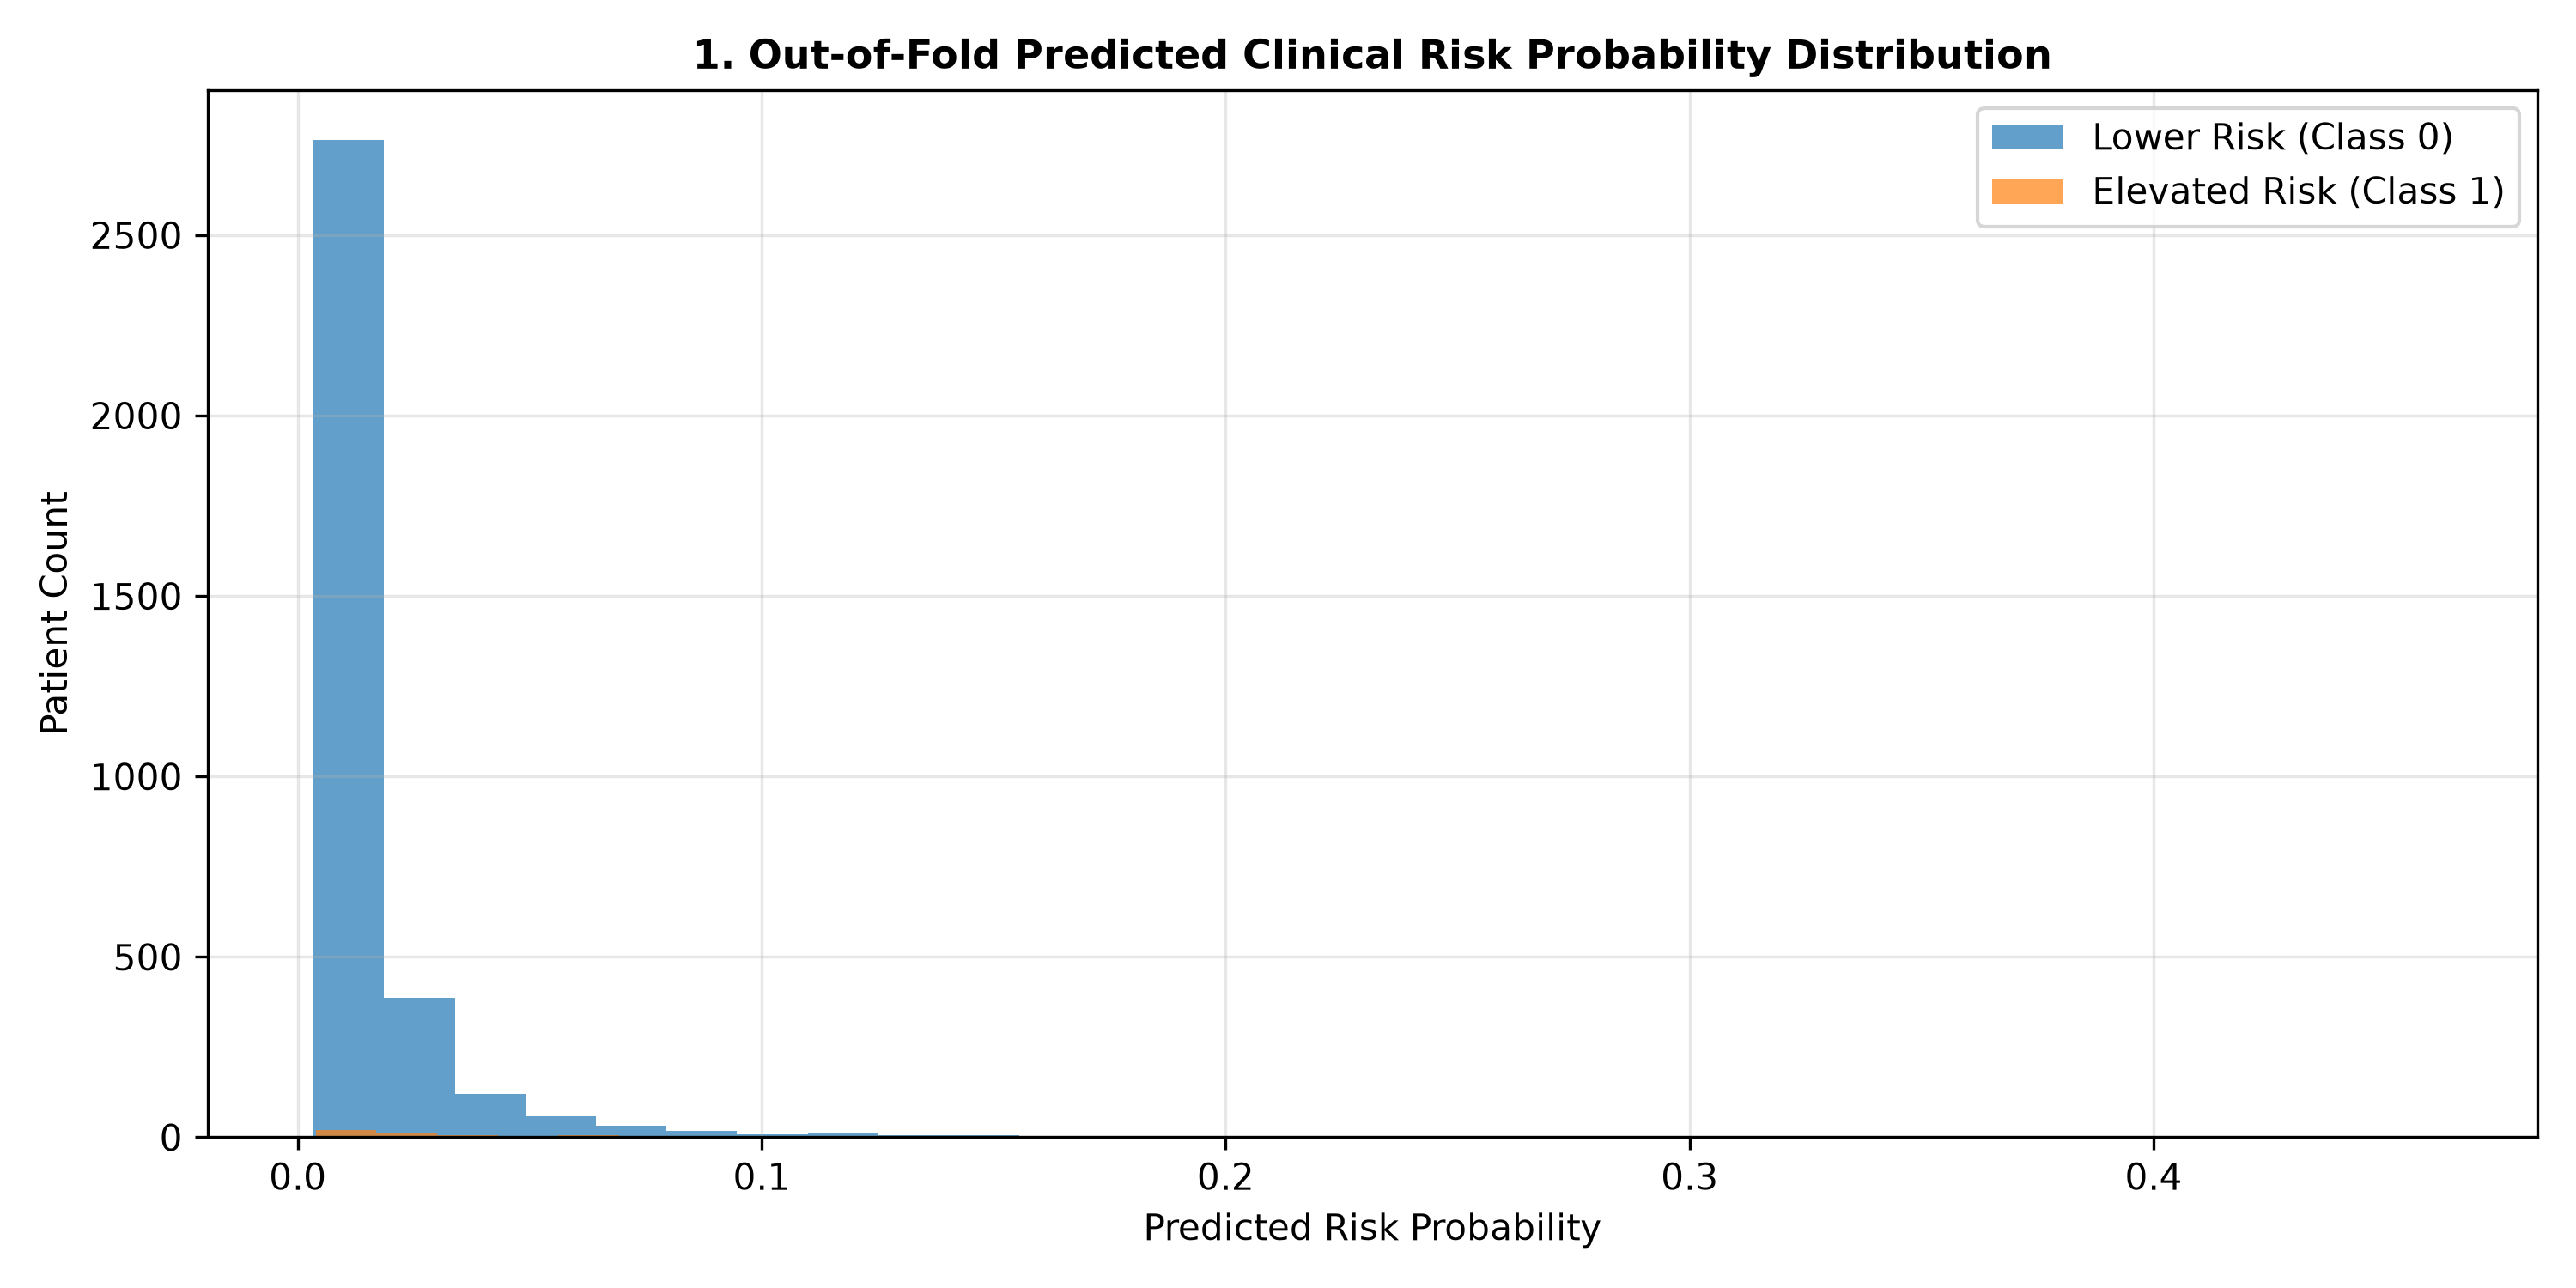 1. Out-of-Fold Predicted Clinical Risk Probability Distribution
Lower Risk (Class 0)
Elevated Risk (Class 1)
Patient Count
2500
2000
1500
1000
500
0
0.0 0.1 0.2 0.3 0.4
Predicted Risk Probability